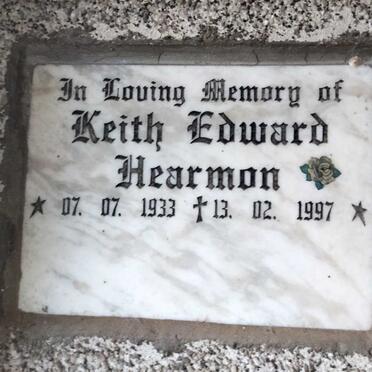 In Loving Memory of
Keith Edward
Hearmon
★ 07. 07. 1933 ✝ 13. 02. 1997 ★